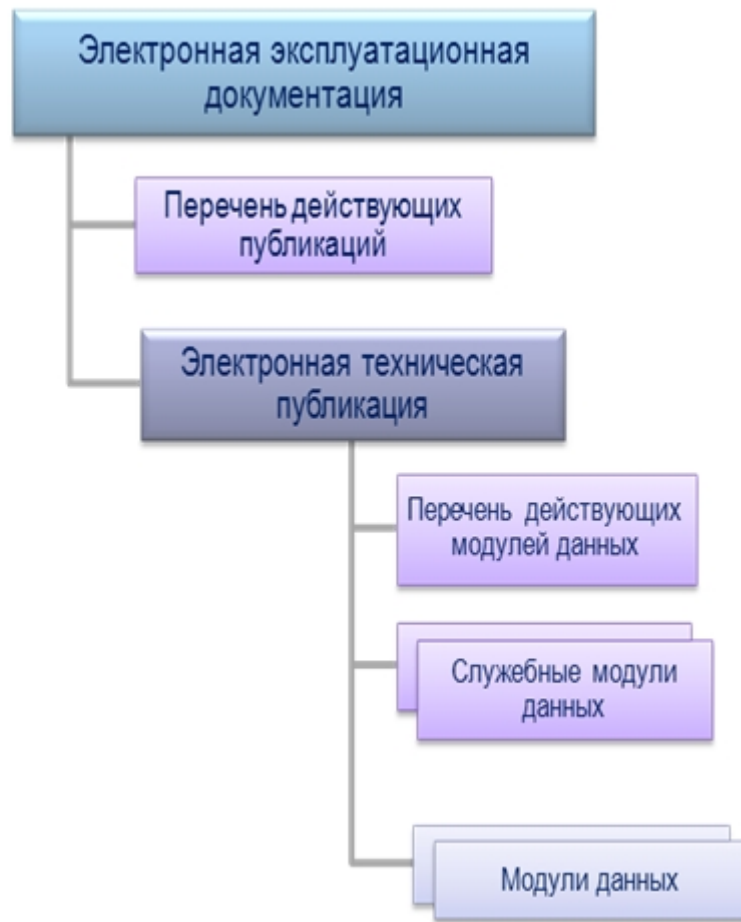 Электронная эксплуатационная
документация
Перечень действующих
публикаций
Электронная техническая
публикация
Перечень действующих
модулей данных
Служебные модули
данных
Модули данных